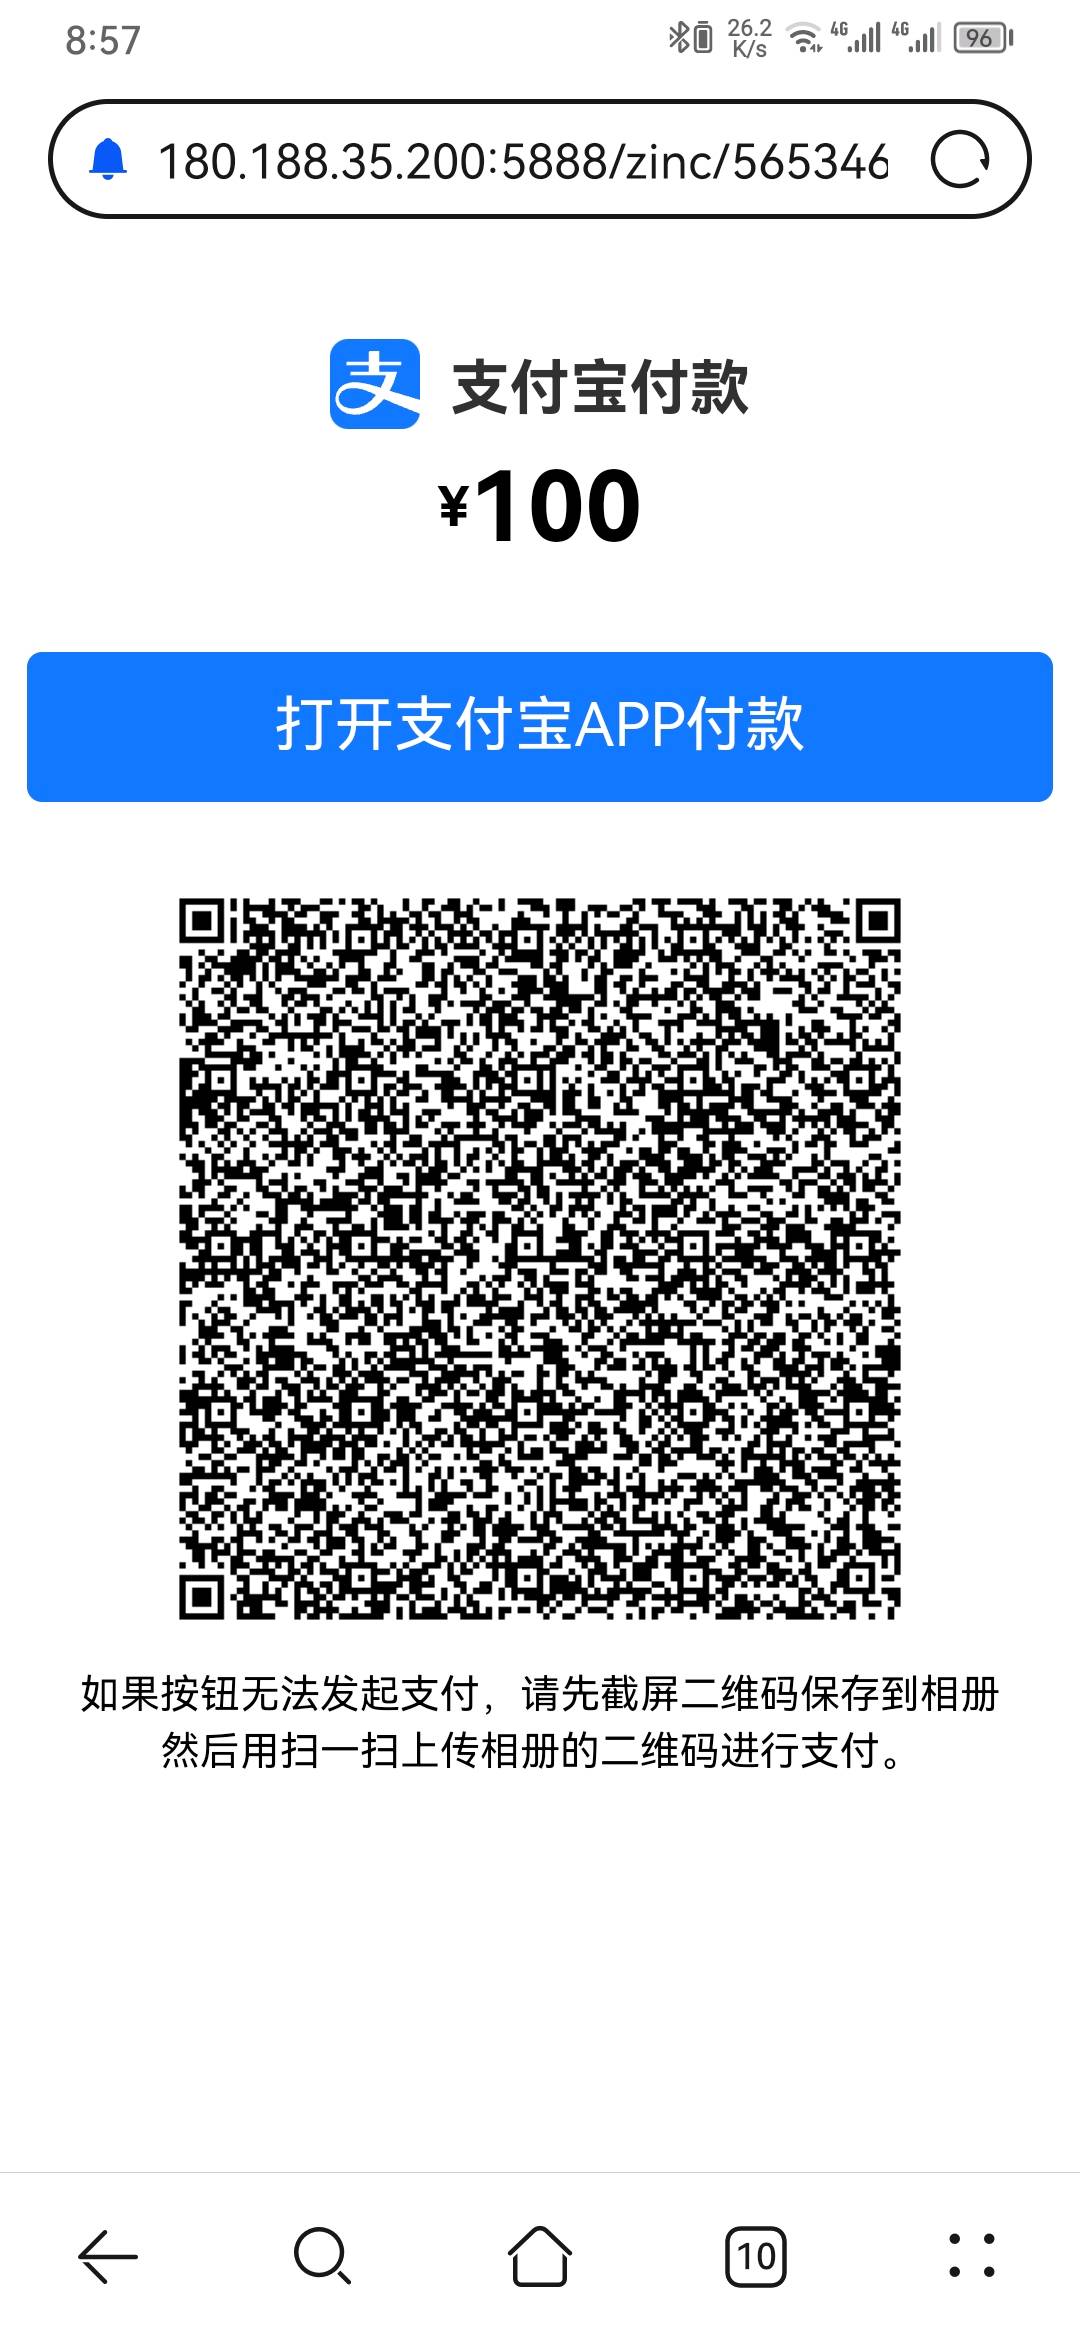 8:57
26.2
K/s
4G
4G
96
180.188.35.200:5888/zinc/565346
支 支付宝付款
¥100
打开支付宝APP付款
如果按钮无法发起支付，请先截屏二维码保存到相册
然后用扫一扫上传相册的二维码进行支付。
10